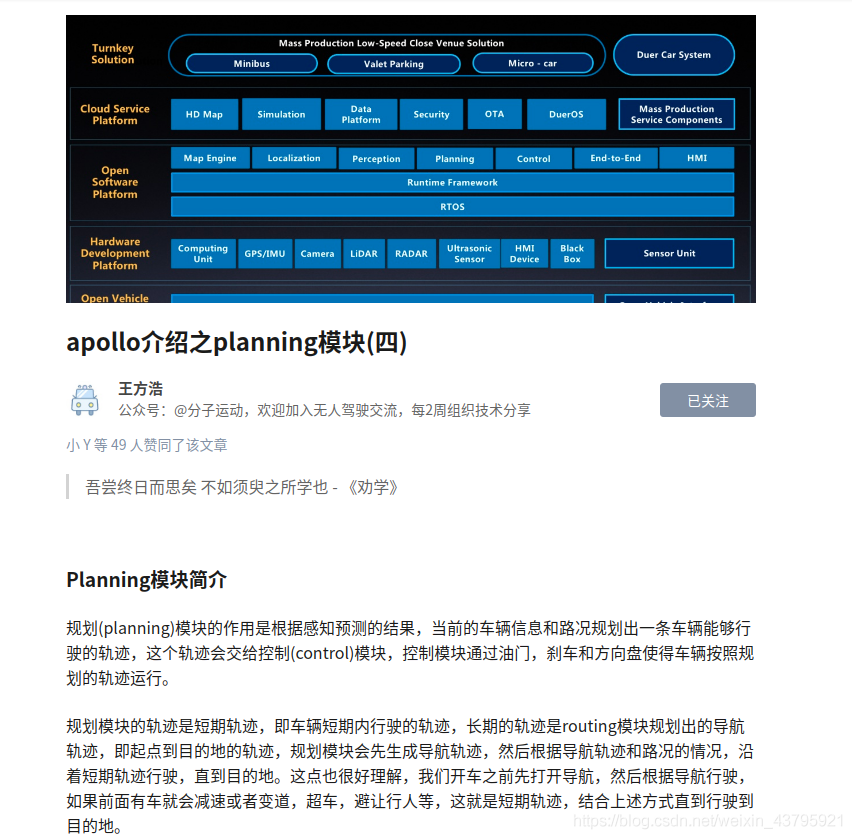 Turnkey Solution
Mass Production Low-Speed Close Venue Solution
Minibus
Valet Parking
Micro - car
Duer Car System
Cloud Service Platform
HD Map
Simulation
Data Platform
Security
OTA
DuerOS
Mass Production Service Components
Open Software Platform
Map Engine
Localization
Perception
Planning
Control
End-to-End
HMI
Runtime Framework
RTOS
Hardware Development Platform
Computing Unit
GPS/IMU
Camera
LiDAR
RADAR
Ultrasonic Sensor
HMI Device
Black Box
Sensor Unit
Open Vehicle
apollo介绍之planning模块(四)
王方浩
公众号：@分子运动，欢迎加入无人驾驶交流，每2周组织技术分享
已关注
小 Y 等 49 人赞同了该文章
吾尝终日而思矣 不如须臾之所学也 - 《劝学》
Planning模块简介
规划(planning)模块的作用是根据感知预测的结果，当前的车辆信息和路况规划出一条车辆能够行
驶的轨迹，这个轨迹会交给控制(control)模块，控制模块通过油门，刹车和方向盘使得车辆按照规
划的轨迹运行。
规划模块的轨迹是短期轨迹，即车辆短期内行驶的轨迹，长期的轨迹是routing模块规划出的导航
轨迹，即起点到目的地的轨迹，规划模块会先生成导航轨迹，然后根据导航轨迹和路况的情况，沿
着短期轨迹行驶，直到目的地。这点也很好理解，我们开车之前先打开导航，然后根据导航行驶，
如果前面有车就会减速或者变道，超车，避让行人等，这就是短期轨迹，结合上述方式直到行驶到
目的地。
https://blog.csdn.net/weixin_43795921